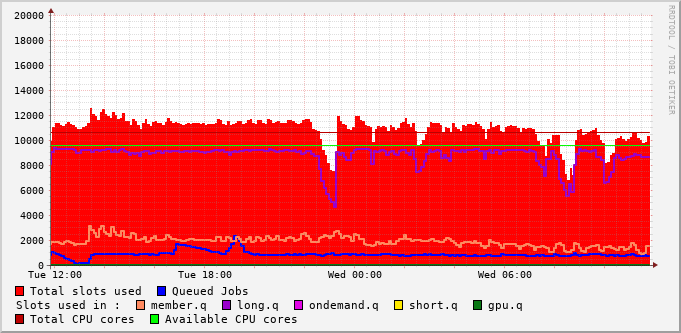 20000
18000
16000
14000
12000
10000
8000
6000
4000
2000
0
Tue 12:00 Tue 18:00 Wed 00:00 Wed 06:00
RRDTOOL / TOBI OETIKER
Total slots used Queued Jobs
Slots used in : member.q long.q ondemand.q short.q gpu.q
Total CPU cores Available CPU cores